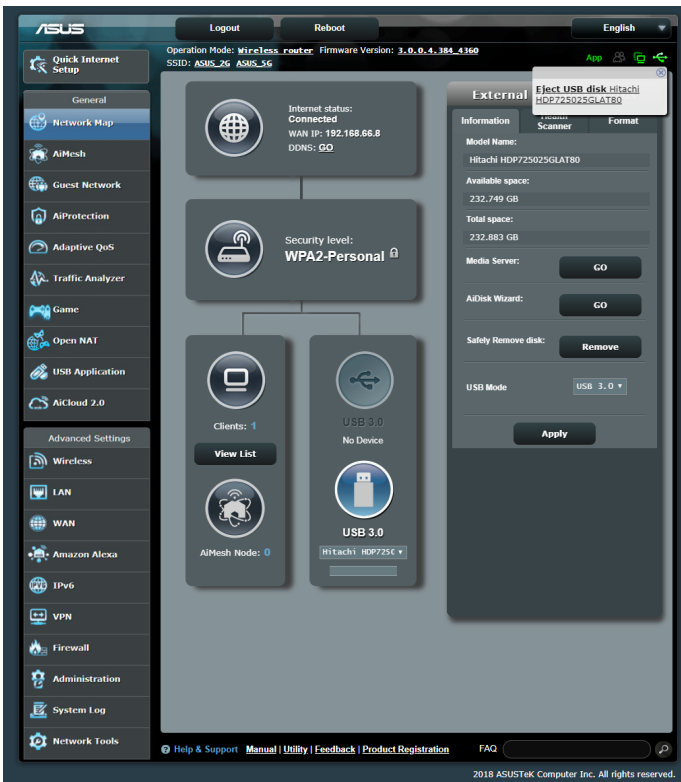 ASUS
Logout
Reboot
English
Quick Internet
Setup
Operation Mode: Wireless router Firmware Version: 3.0.0.4.384_4360
SSID: ASUS_2G ASUS_5G
App
Eject USB disk Hitachi
HDP725025GLAT80
General
Network Map
AiMesh
Guest Network
AiProtection
Adaptive QoS
Traffic Analyzer
Game
Open NAT
USB Application
AiCloud 2.0
Advanced Settings
Wireless
LAN
WAN
Amazon Alexa
IPv6
VPN
Firewall
Administration
System Log
Network Tools
Internet status:
Connected
WAN IP: 192.168.66.8
DDNS: GO
Security level:
WPA2-Personal
Clients: 1
View List
AiMesh Node: 0
USB 3.0
No Device
USB 3.0
Hitachi HDP725(
External
Information
Health
Scanner
Format
Model Name:
Hitachi HDP725025GLAT80
Available space:
232.749 GB
Total space:
232.883 GB
Media Server:
GO
AiDisk Wizard:
GO
Safely Remove disk:
Remove
USB Mode
USB 3.0
Apply
Help & Support Manual | Utility | Feedback | Product Registration
FAQ
2018 ASUSTeK Computer Inc. All rights reserved.